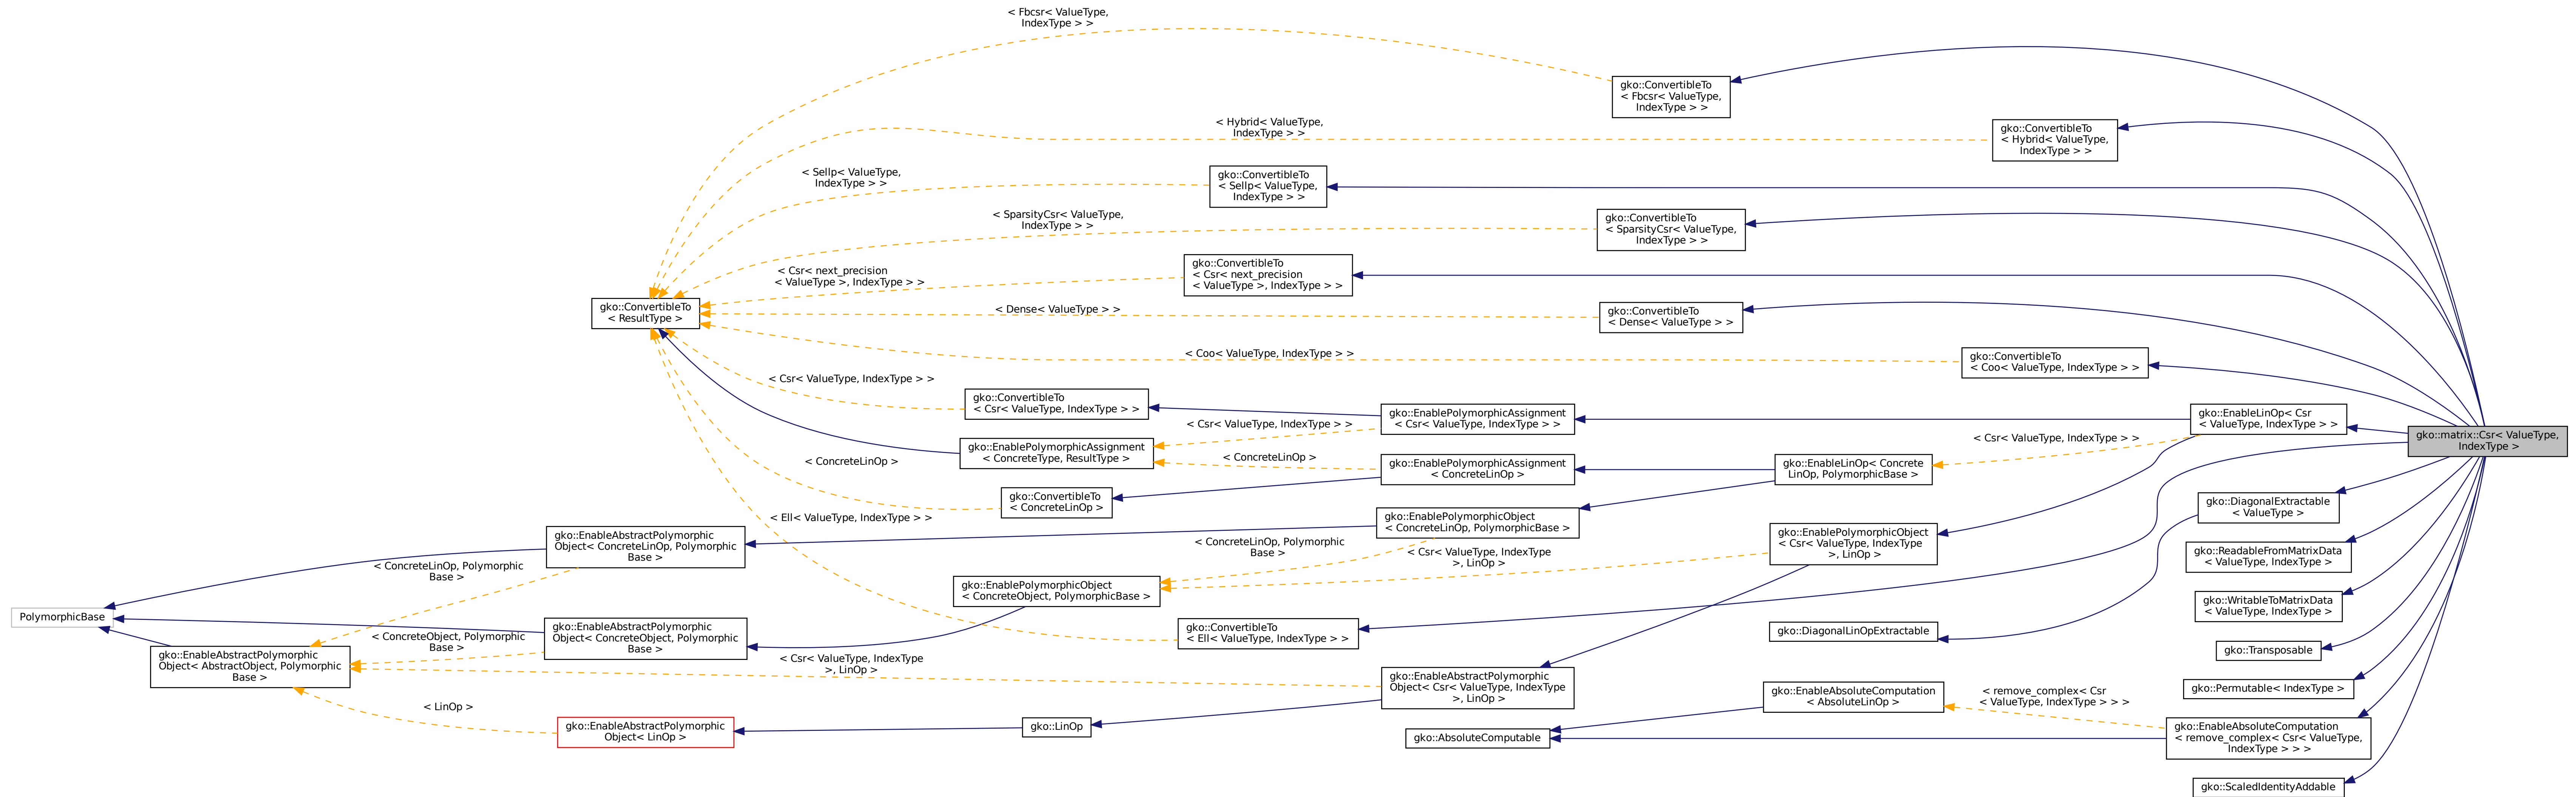 < Fbcsr< ValueType,
IndexType > >
gko::ConvertibleTo
< Fbcsr< ValueType,
IndexType > >
< Hybrid< ValueType,
IndexType > >
gko::ConvertibleTo
< Hybrid< ValueType,
IndexType > >
< Sellp< ValueType,
IndexType > >
gko::ConvertibleTo
< Sellp< ValueType,
IndexType > >
< SparsityCsr< ValueType,
IndexType > >
gko::ConvertibleTo
< SparsityCsr< ValueType,
IndexType > >
< Csr< next_precision
< ValueType >, IndexType > >
gko::ConvertibleTo
< Csr< next_precision
< ValueType >, IndexType > >
gko::ConvertibleTo
< ResultType >
< Dense< ValueType > >
gko::ConvertibleTo
< Dense< ValueType > >
< Coo< ValueType, IndexType > >
gko::ConvertibleTo
< Coo< ValueType, IndexType > >
< Csr< ValueType, IndexType > >
gko::ConvertibleTo
< Csr< ValueType, IndexType > >
gko::EnablePolymorphicAssignment
< Csr< ValueType, IndexType > >
gko::EnableLinOp< Csr
< ValueType, IndexType > >
< Csr< ValueType, IndexType > >
< Csr< ValueType, IndexType > >
gko::matrix::Csr< ValueType,
IndexType >
gko::EnablePolymorphicAssignment
< ConcreteType, ResultType >
< ConcreteLinOp >
< ConcreteLinOp >
gko::EnablePolymorphicAssignment
< ConcreteLinOp >
gko::EnableLinOp< Concrete
LinOp, PolymorphicBase >
gko::ConvertibleTo
< ConcreteLinOp >
gko::DiagonalExtractable
< ValueType >
< Ell< ValueType, IndexType > >
gko::EnablePolymorphicObject
< ConcreteLinOp, PolymorphicBase >
gko::EnableAbstractPolymorphic
Object< ConcreteLinOp, Polymorphic
Base >
< ConcreteLinOp, Polymorphic
Base >
< Csr< ValueType, IndexType
>, LinOp >
gko::EnablePolymorphicObject
< Csr< ValueType, IndexType
>, LinOp >
gko::ReadableFromMatrixData
< ValueType, IndexType >
< ConcreteLinOp, Polymorphic
Base >
gko::EnablePolymorphicObject
< ConcreteObject, PolymorphicBase >
gko::WritableToMatrixData
< ValueType, IndexType >
PolymorphicBase
< ConcreteObject, Polymorphic
Base >
gko::EnableAbstractPolymorphic
Object< ConcreteObject, Polymorphic
Base >
gko::ConvertibleTo
< Ell< ValueType, IndexType > >
gko::DiagonalLinOpExtractable
gko::Transposable
gko::EnableAbstractPolymorphic
Object< AbstractObject, Polymorphic
Base >
< Csr< ValueType, IndexType
>, LinOp >
gko::EnableAbstractPolymorphic
Object< Csr< ValueType, IndexType
>, LinOp >
gko::Permutable< IndexType >
gko::EnableAbsoluteComputation
< AbsoluteLinOp >
< remove_complex< Csr
< ValueType, IndexType > > >
< LinOp >
gko::EnableAbstractPolymorphic
Object< LinOp >
gko::LinOp
gko::AbsoluteComputable
gko::EnableAbsoluteComputation
< remove_complex< Csr< ValueType,
IndexType > > >
gko::ScaledIdentityAddable